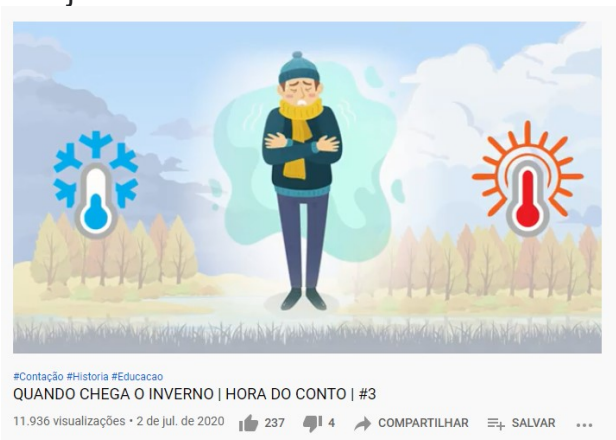 #Contação #Historia #Educacao
QUANDO CHEGA O INVERNO | HORA DO CONTO | #3
11.936 visualizações • 2 de jul. de 2020 237 4 COMPARTILHAR SALVAR